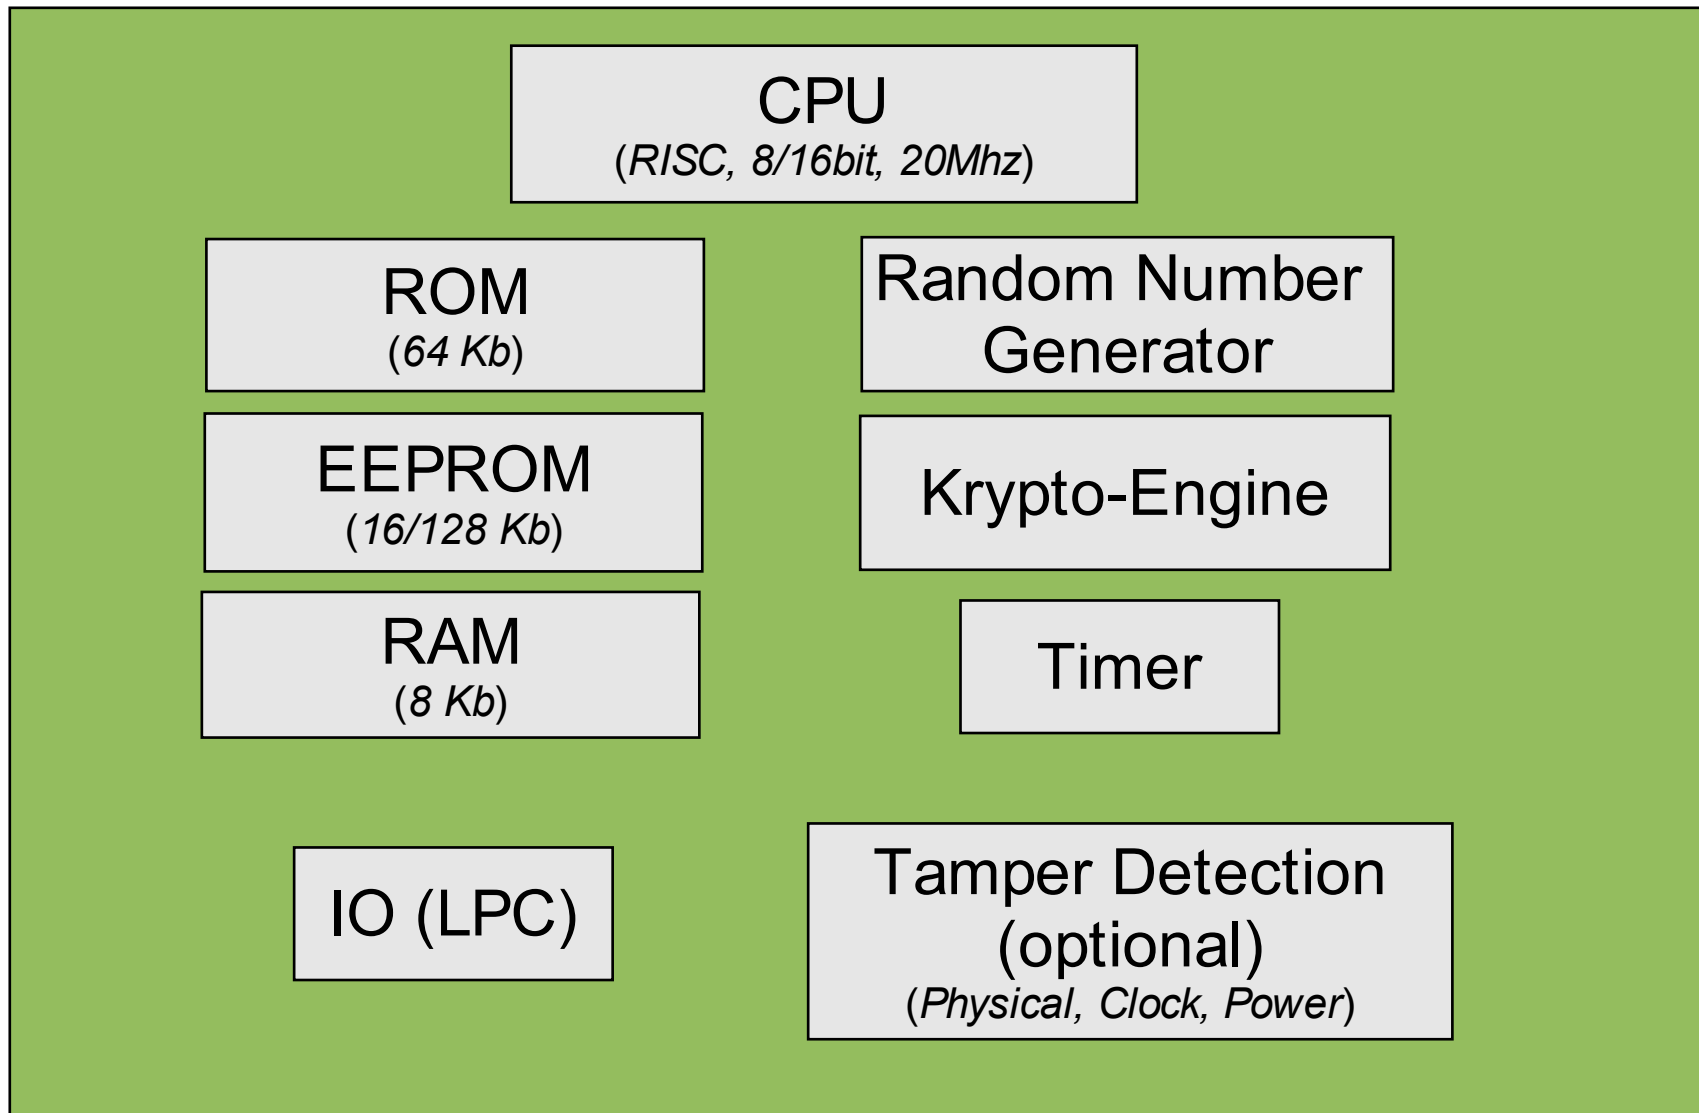 CPU
(RISC, 8/16bit, 20Mhz)
ROM
(64 Kb)
Random Number
Generator
EEPROM
(16/128 Kb)
Krypto-Engine
RAM
(8 Kb)
Timer
IO (LPC)
Tamper Detection
(optional)
(Physical, Clock, Power)